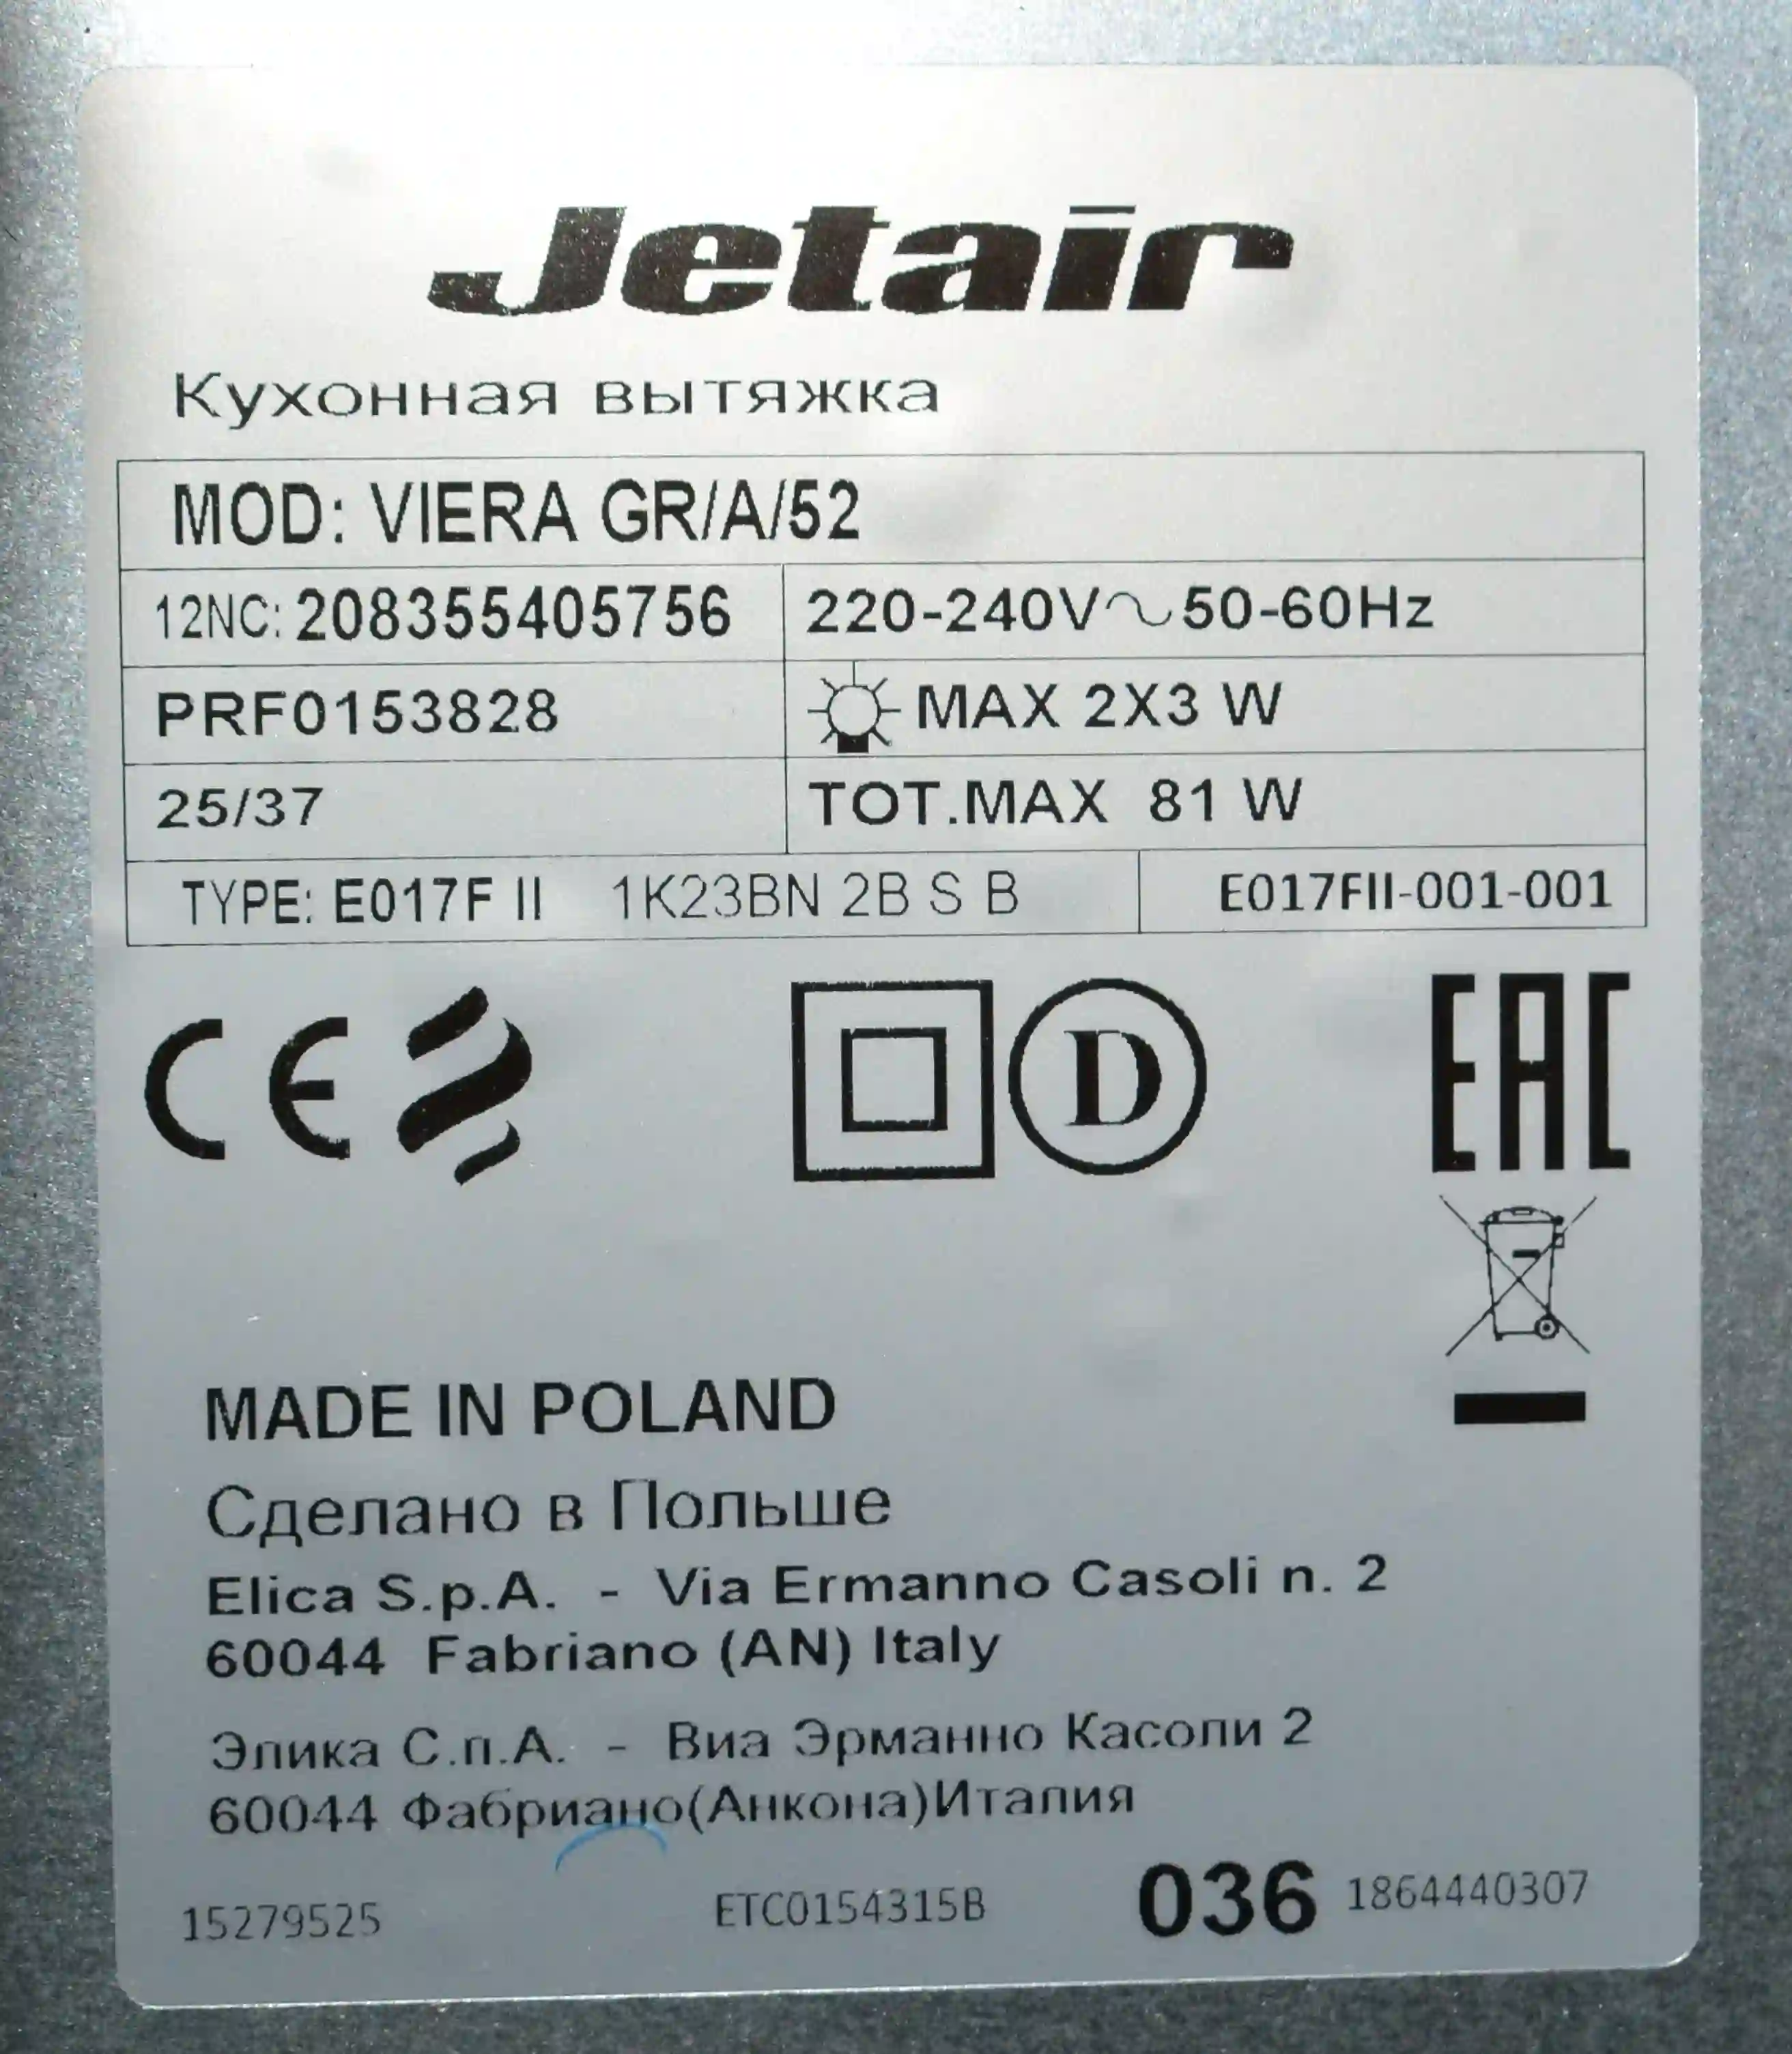 Jetair
Кухонная вытяжка
MOD: VIERA GR/A/52
12NC: 208355405756 220-240V~50-60Hz
PRF0153828 MAX 2X3 W
25/37 TOT.MAX 81 W
TYPE: E017F II 1K23BN 2B S B E017FII-001-001
CE D EAC
MADE IN POLAND
Сделано в Польше
Elica S.p.A. - Via Ermanno Casoli n. 2
60044 Fabriano (AN) Italy
Элика С.п.А. - Виа Эрманно Касоли 2
60044 Фабриано(Анкона)Италия
15279525 ETC0154315B 036 1864440307